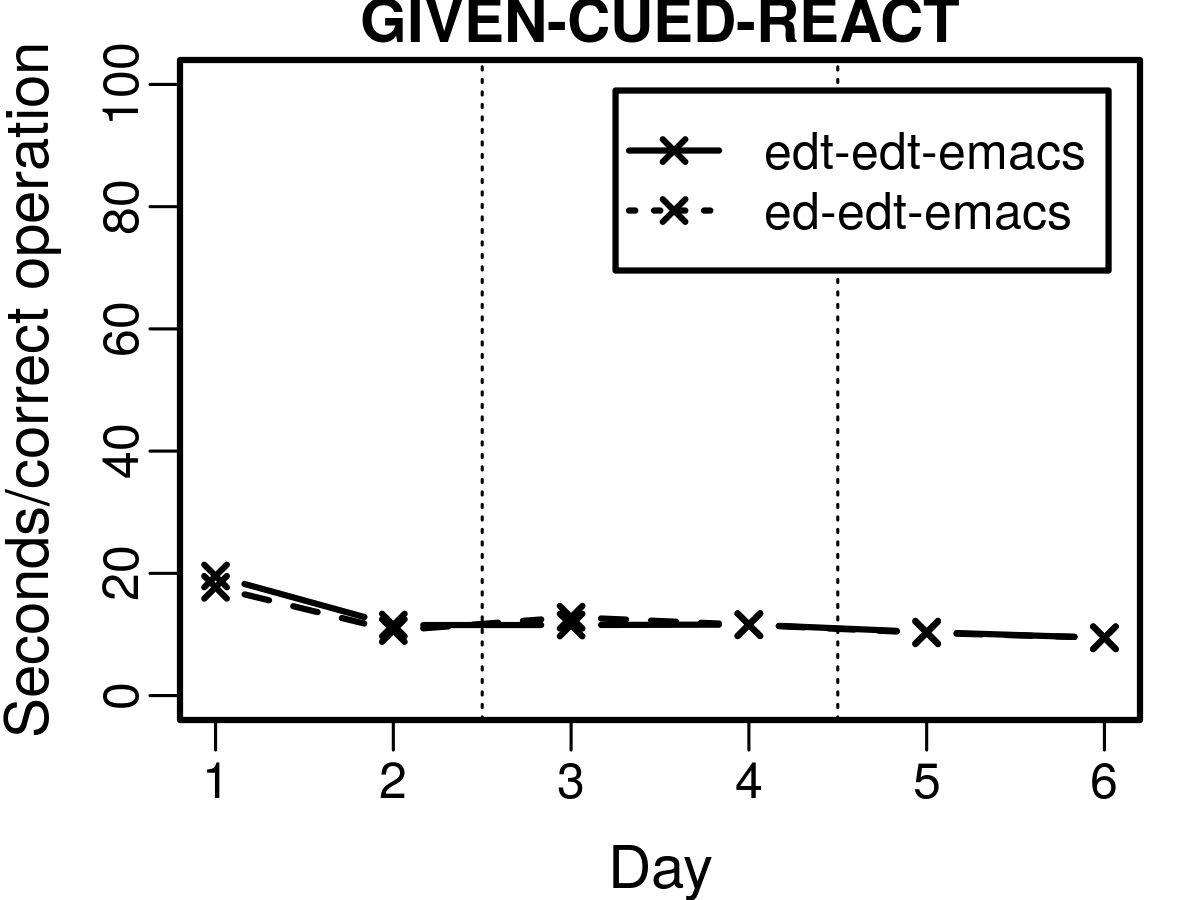 GIVEN-CUED-REACT
Seconds/correct operation
100
80
60
40
20
0
edt-edt-emacs
ed-edt-emacs
1 2 3 4 5 6
Day